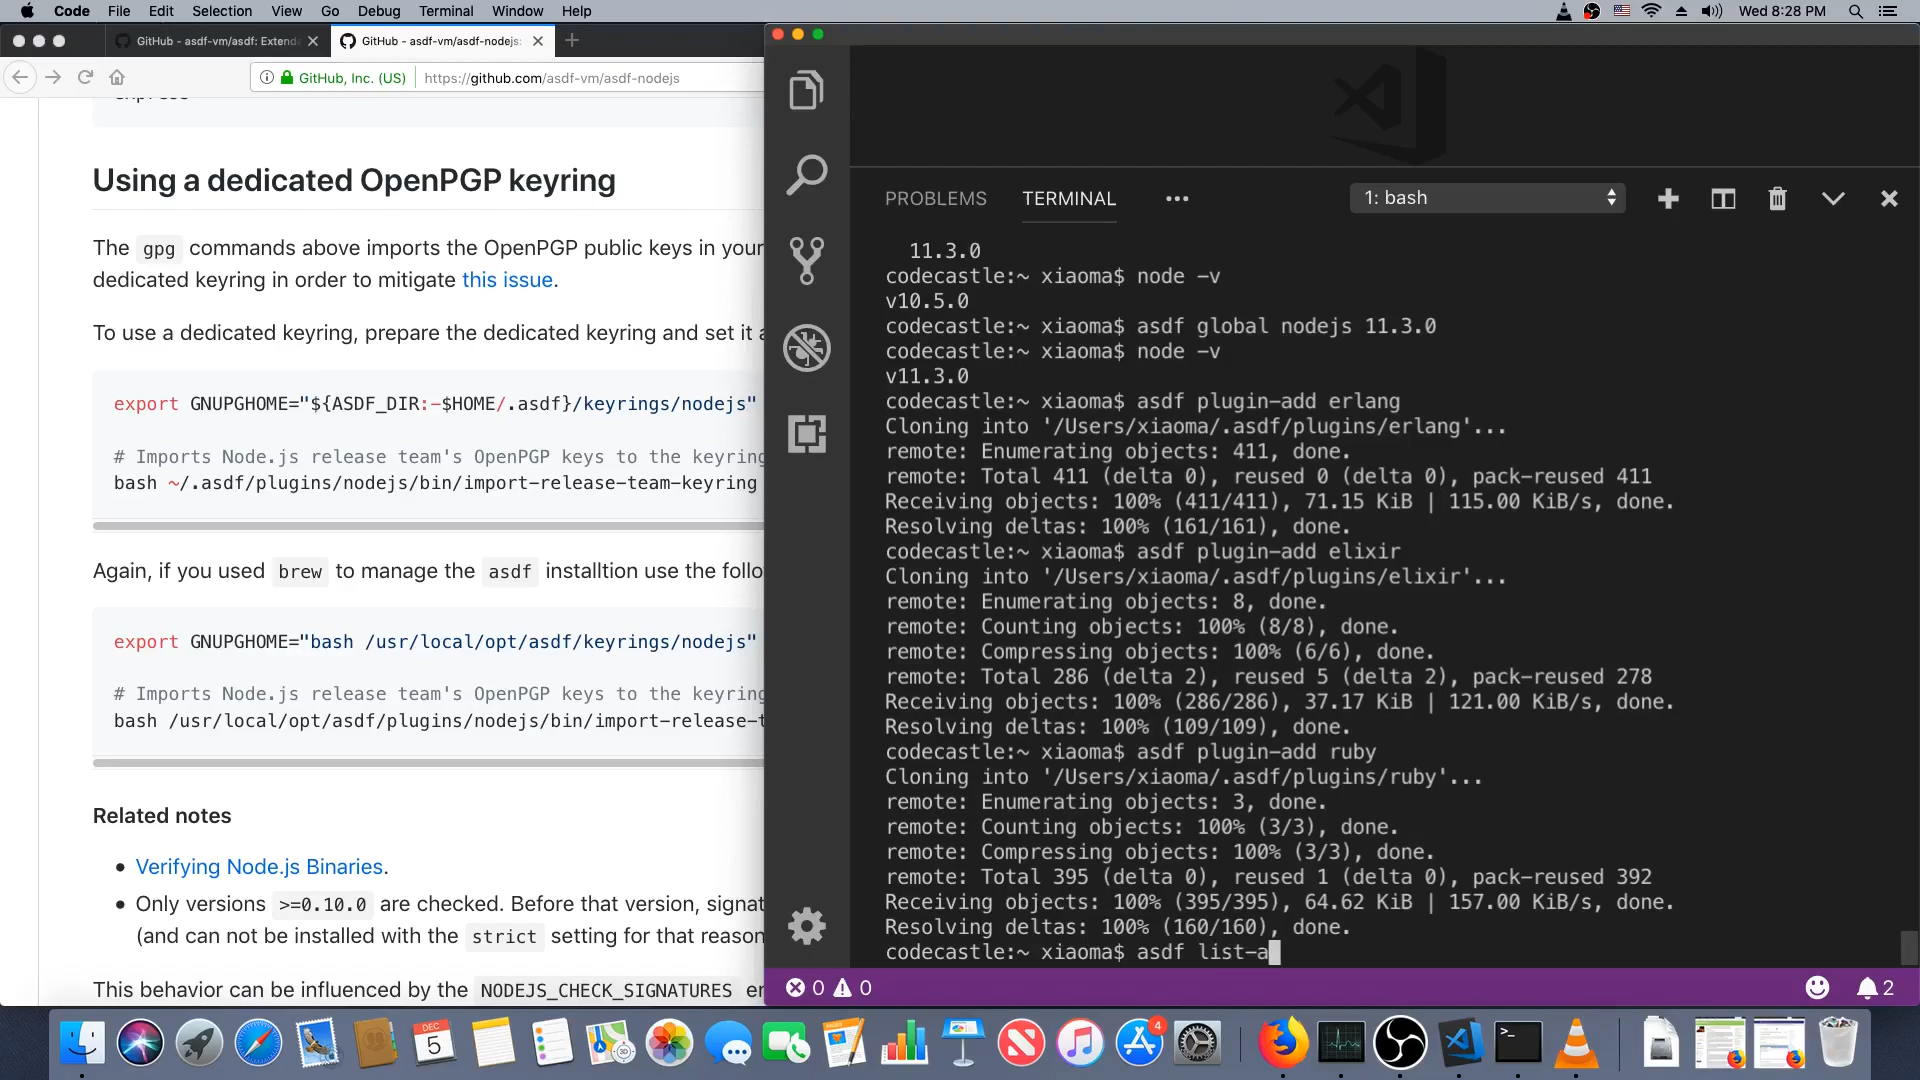 Code File Edit Selection View Go Debug Terminal Window Help Wed 8:28 PM
GitHub - asdf-vm/asdf: Extend
GitHub - asdf-vm/asdf-nodejs:
GitHub, Inc. (US) https://github.com/asdf-vm/asdf-nodejs
Using a dedicated OpenPGP keyring
The gpg commands above imports the OpenPGP public keys in your
dedicated keyring in order to mitigate this issue.
To use a dedicated keyring, prepare the dedicated keyring and set it a
export GNUPGHOME="${ASDF_DIR:-$HOME/.asdf}/keyrings/nodejs"
# Imports Node.js release team's OpenPGP keys to the keyring
bash ~/.asdf/plugins/nodejs/bin/import-release-team-keyring
Again, if you used brew to manage the asdf installtion use the follo
export GNUPGHOME="bash /usr/local/opt/asdf/keyrings/nodejs"
# Imports Node.js release team's OpenPGP keys to the keyring
bash /usr/local/opt/asdf/plugins/nodejs/bin/import-release-t
Related notes
Verifying Node.js Binaries.
Only versions >=0.10.0 are checked. Before that version, signat
(and can not be installed with the strict setting for that reason
This behavior can be influenced by the NODEJS_CHECK_SIGNATURES en
PROBLEMS TERMINAL ••• 1: bash
11.3.0
codecastle:~ xiaoma$ node -v
v10.5.0
codecastle:~ xiaoma$ asdf global nodejs 11.3.0
codecastle:~ xiaoma$ node -v
v11.3.0
codecastle:~ xiaoma$ asdf plugin-add erlang
Cloning into '/Users/xiaoma/.asdf/plugins/erlang'...
remote: Enumerating objects: 411, done.
remote: Total 411 (delta 0), reused 0 (delta 0), pack-reused 411
Receiving objects: 100% (411/411), 71.15 KiB | 115.00 KiB/s, done.
Resolving deltas: 100% (161/161), done.
codecastle:~ xiaoma$ asdf plugin-add elixir
Cloning into '/Users/xiaoma/.asdf/plugins/elixir'...
remote: Enumerating objects: 8, done.
remote: Counting objects: 100% (8/8), done.
remote: Compressing objects: 100% (6/6), done.
remote: Total 286 (delta 2), reused 5 (delta 2), pack-reused 278
Receiving objects: 100% (286/286), 37.17 KiB | 121.00 KiB/s, done.
Resolving deltas: 100% (109/109), done.
codecastle:~ xiaoma$ asdf plugin-add ruby
Cloning into '/Users/xiaoma/.asdf/plugins/ruby'...
remote: Enumerating objects: 3, done.
remote: Counting objects: 100% (3/3), done.
remote: Compressing objects: 100% (3/3), done.
remote: Total 395 (delta 0), reused 1 (delta 0), pack-reused 392
Receiving objects: 100% (395/395), 64.62 KiB | 157.00 KiB/s, done.
Resolving deltas: 100% (160/160), done.
codecastle:~ xiaoma$ asdf list-a
0 0 2
DEC
5
3D
4
>_